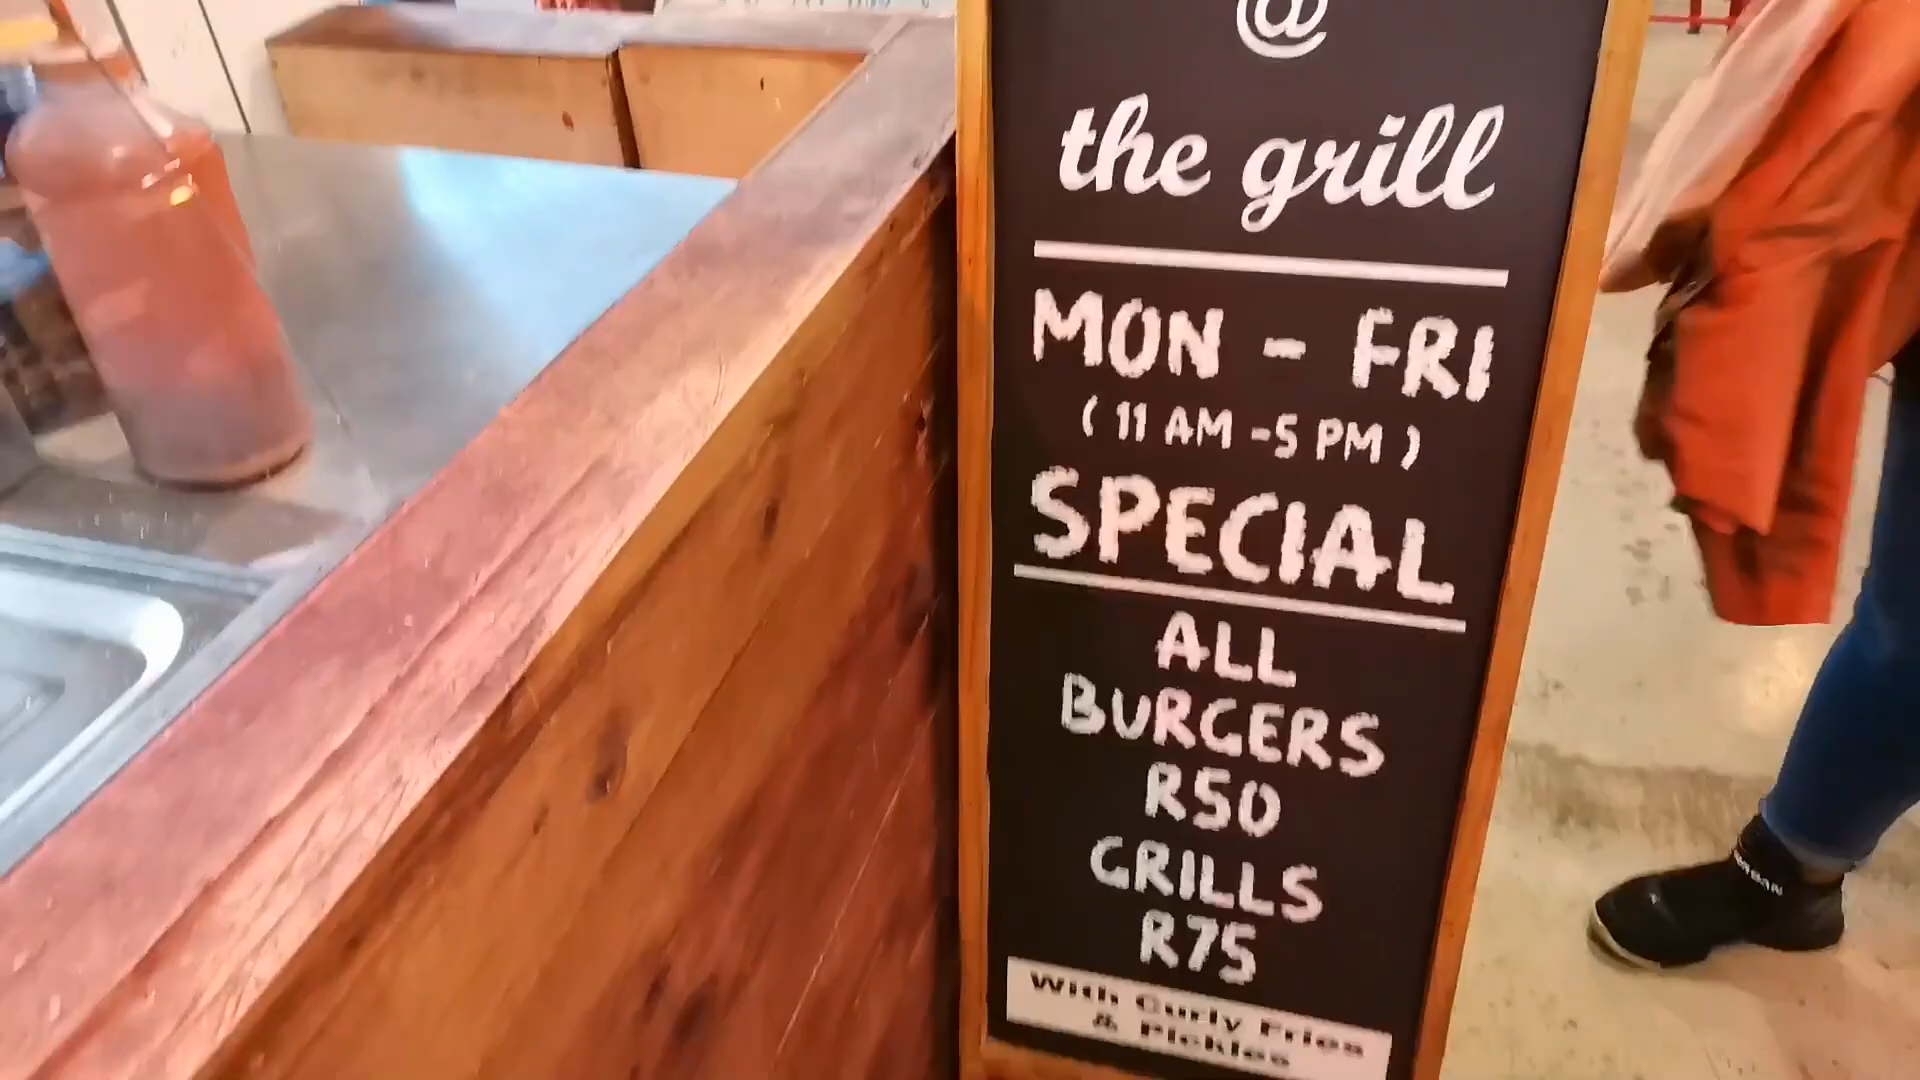 @
the grill
MON - FRI
( 11 AM -5 PM )
SPECIAL
ALL
BURGERS
R50
GRILLS
R75
With Curly Fries
& Pickles